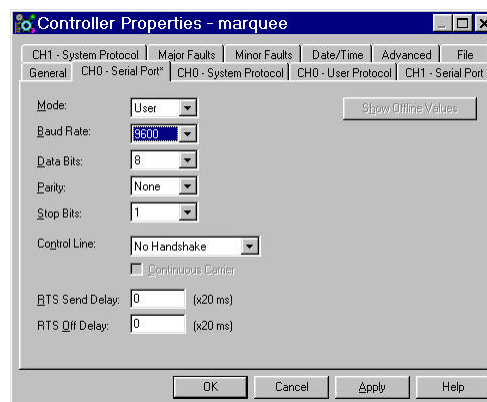 Controller Properties - marquee
CH1 - System Protocol Major Faults Minor Faults Date/Time Advanced File
General CH0 - Serial Port* CH0 - System Protocol CH0 - User Protocol CH1 - Serial Port
Mode: User Show Offline Values
Baud Rate: 9600
Data Bits: 8
Parity: None
Stop Bits: 1
Control Line: No Handshake
Continuous Carrier
RTS Send Delay: 0 (x20 ms)
RTS Off Delay: 0 (x20 ms)
OK Cancel Apply Help